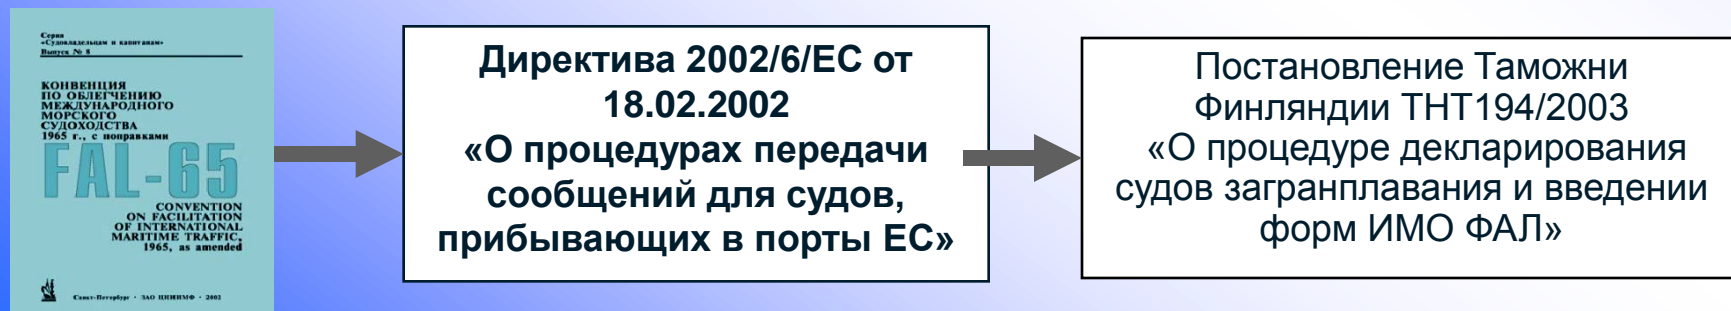 Серия
«Судовладельцам и капитанам»
Выпуск № 8
КОНВЕНЦИЯ
ПО ОБЛЕГЧЕНИЮ
МЕЖДУНАРОДНОГО
МОРСКОГО
СУДОХОДСТВА
1965 г., с поправками
FAL-65
CONVENTION
ON FACILITATION
OF INTERNATIONAL
MARITIME TRAFFIC,
1965, as amended
Санкт-Петербург · ЗАО ЦНИИМФ · 2002
Директива 2002/6/ЕС от
18.02.2002
«О процедурах передачи
сообщений для судов,
прибывающих в порты ЕС»
Постановление Таможни
Финляндии ТНТ194/2003
«О процедуре декларирования
судов загранплавания и введении
форм ИМО ФАЛ»